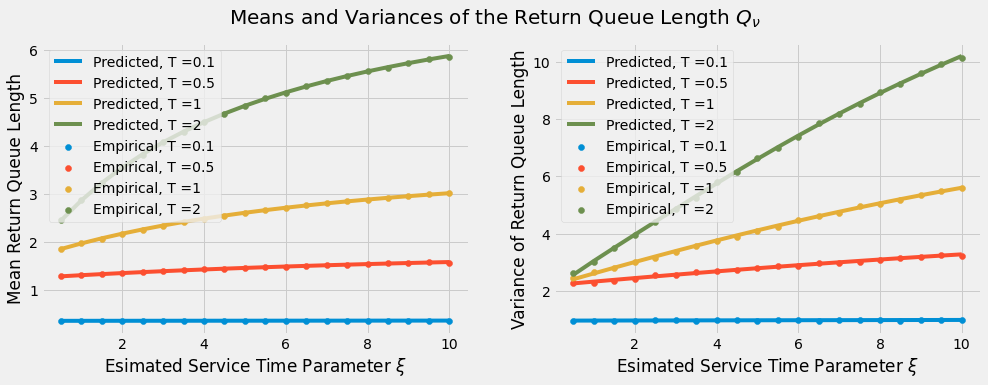 Means and Variances of the Return Queue Length Qν
Mean Return Queue Length
6
5
4
3
2
1
Predicted, T =0.1
Predicted, T =0.5
Predicted, T =1
Predicted, T =2
Empirical, T =0.1
Empirical, T =0.5
Empirical, T =1
Empirical, T =2
2 4 6 8 10
Esimated Service Time Parameter ξ
Variance of Return Queue Length
10
8
6
4
2
Predicted, T =0.1
Predicted, T =0.5
Predicted, T =1
Predicted, T =2
Empirical, T =0.1
Empirical, T =0.5
Empirical, T =1
Empirical, T =2
2 4 6 8 10
Esimated Service Time Parameter ξ